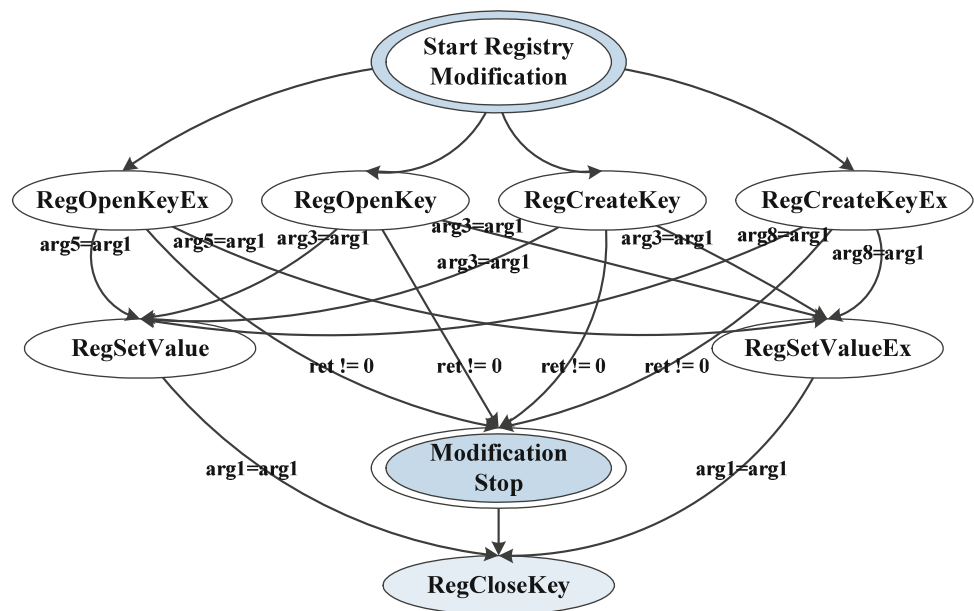 Start Registry
Modification
RegOpenKeyEx
RegOpenKey
RegCreateKey
RegCreateKeyEx
arg5=arg1
arg5=arg1
arg3=arg1
arg3=arg1
arg3=arg1
arg3=arg1
arg8=arg1
arg8=arg1
RegSetValue
RegSetValueEx
ret != 0
ret != 0
ret != 0
ret != 0
Modification
Stop
arg1=arg1
arg1=arg1
RegCloseKey